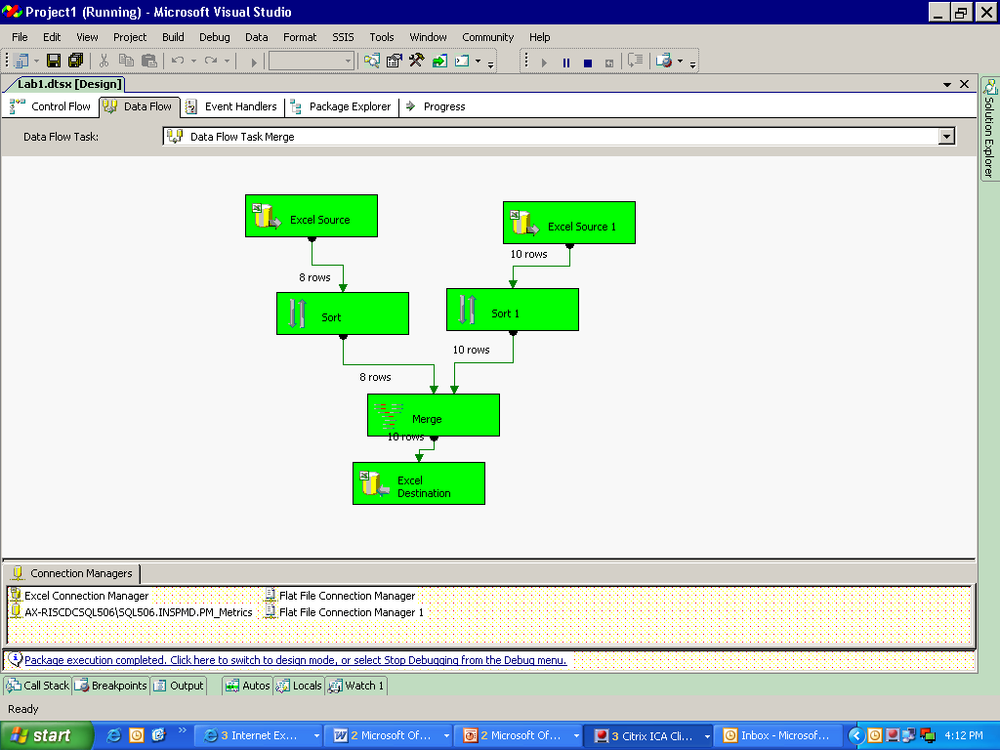 Project1 (Running) - Microsoft Visual Studio
File Edit View Project Build Debug Data Format SSIS Tools Window Community Help
Lab1.dtsx [Design]
Control Flow Data Flow Event Handlers Package Explorer Progress
Solution Explorer
Data Flow Task: Data Flow Task Merge
Excel Source
Excel Source 1
10 rows
8 rows
Sort
Sort 1
10 rows
8 rows
Merge
10 rows
Excel
Destination
Connection Managers
Excel Connection Manager Flat File Connection Manager
AX-RISCDCSQL506\SQL506.INSPMD.PM_Metrics Flat File Connection Manager 1
Package execution completed. Click here to switch to design mode, or select Stop Debugging from the Debug menu.
Call Stack Breakpoints Output Autos Locals Watch 1
Ready
start 3 Internet Ex... 2 Microsoft Of... 2 Microsoft Of... 3 Citrix ICA Cli... Inbox - Microsof... 4:12 PM